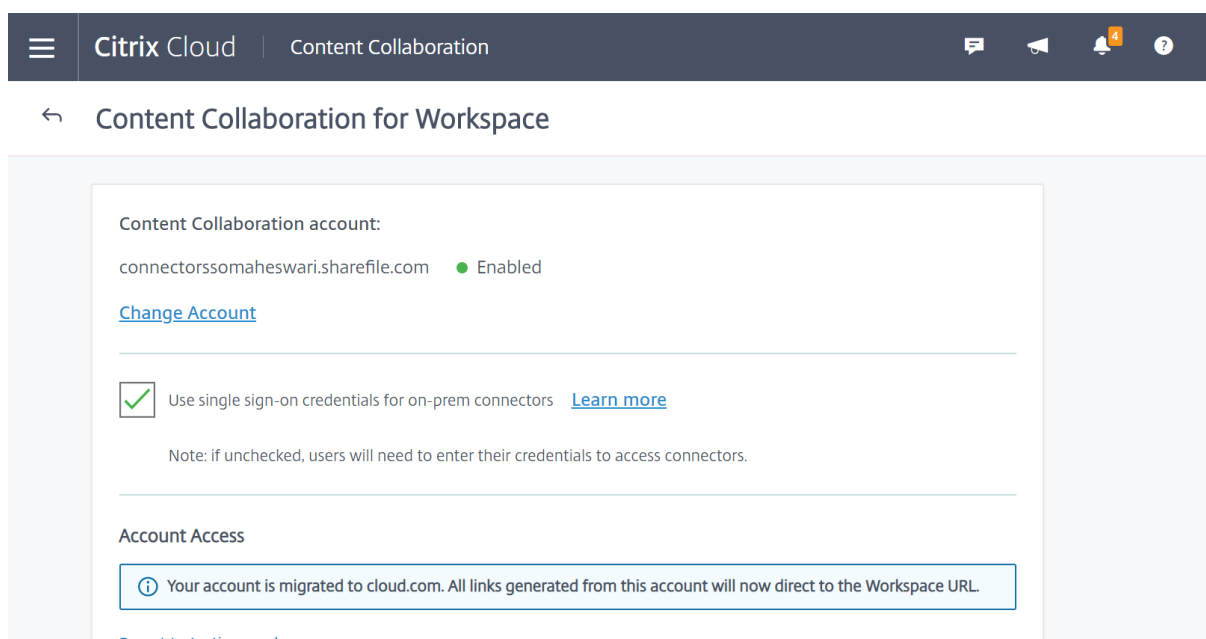 Citrix Cloud Content Collaboration
4
?
Content Collaboration for Workspace
Content Collaboration account:
connectorssomaheswari.sharefile.com Enabled
Change Account
Use single sign-on credentials for on-prem connectors Learn more
Note: if unchecked, users will need to enter their credentials to access connectors.
Account Access
Your account is migrated to cloud.com. All links generated from this account will now direct to the Workspace URL.